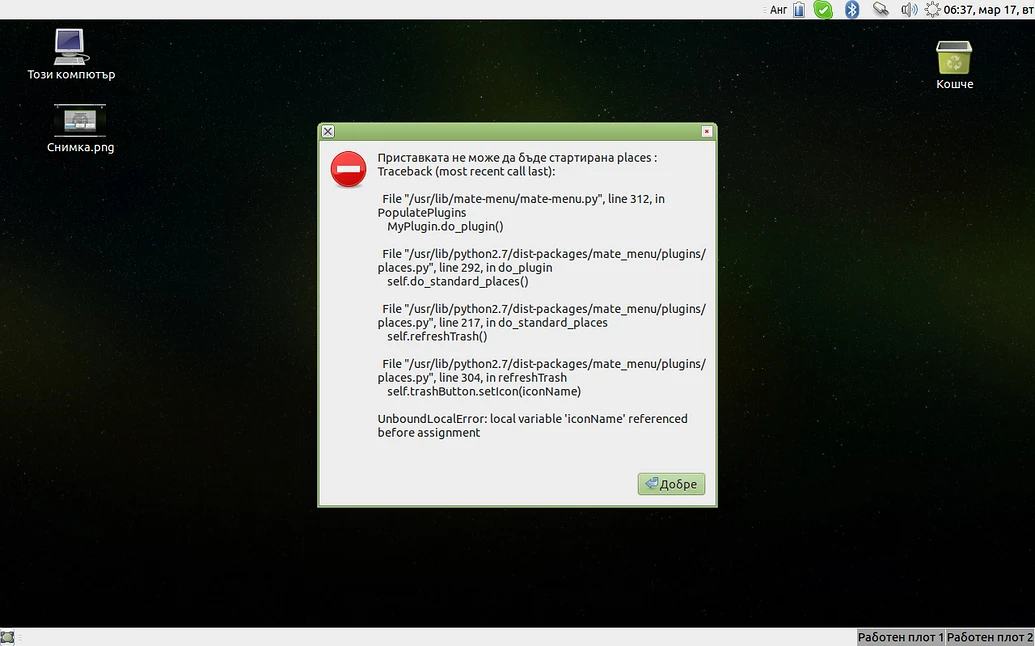 Анг
06:37, мар 17, вт
Този компютър
Кошче
Снимка.png
Приставката не може да бъде стартирана places :
Traceback (most recent call last):
File "/usr/lib/mate-menu/mate-menu.py", line 312, in
PopulatePlugins
MyPlugin.do_plugin()
File "/usr/lib/python2.7/dist-packages/mate_menu/plugins/
places.py", line 292, in do_plugin
self.do_standard_places()
File "/usr/lib/python2.7/dist-packages/mate_menu/plugins/
places.py", line 217, in do_standard_places
self.refreshTrash()
File "/usr/lib/python2.7/dist-packages/mate_menu/plugins/
places.py", line 304, in refreshTrash
self.trashButton.setIcon(iconName)
UnboundLocalError: local variable 'iconName' referenced
before assignment
Добре
Работен плот 1
Работен плот 2